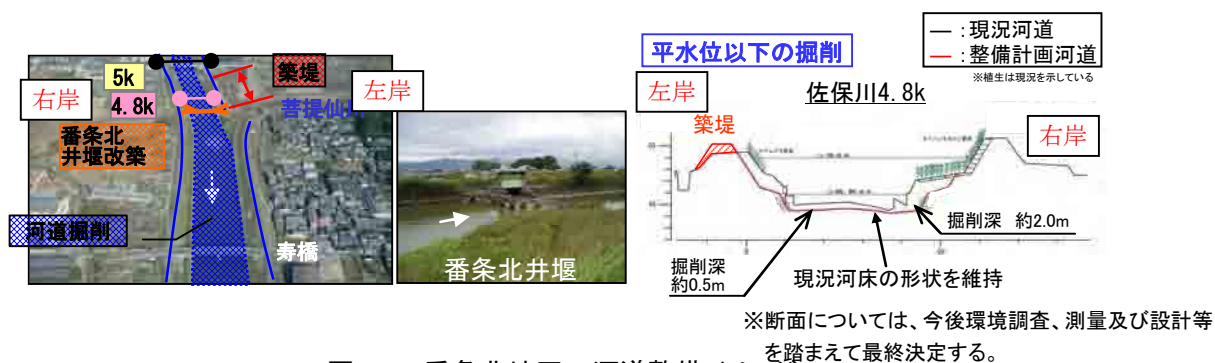 5k
4.8k
右岸
左岸
築堤
菩提仙川
番条北
井堰改築
河道掘削
寿橋
番条北井堰
平水位以下の掘削
：現況河道
：整備計画河道
※植生は現況を示している
左岸
佐保川4.8k
右岸
築堤
掘削深 約2.0m
掘削深
約0.5m
現況河床の形状を維持
※断面については、今後環境調査、測量及び設計等
を踏まえて最終決定する。